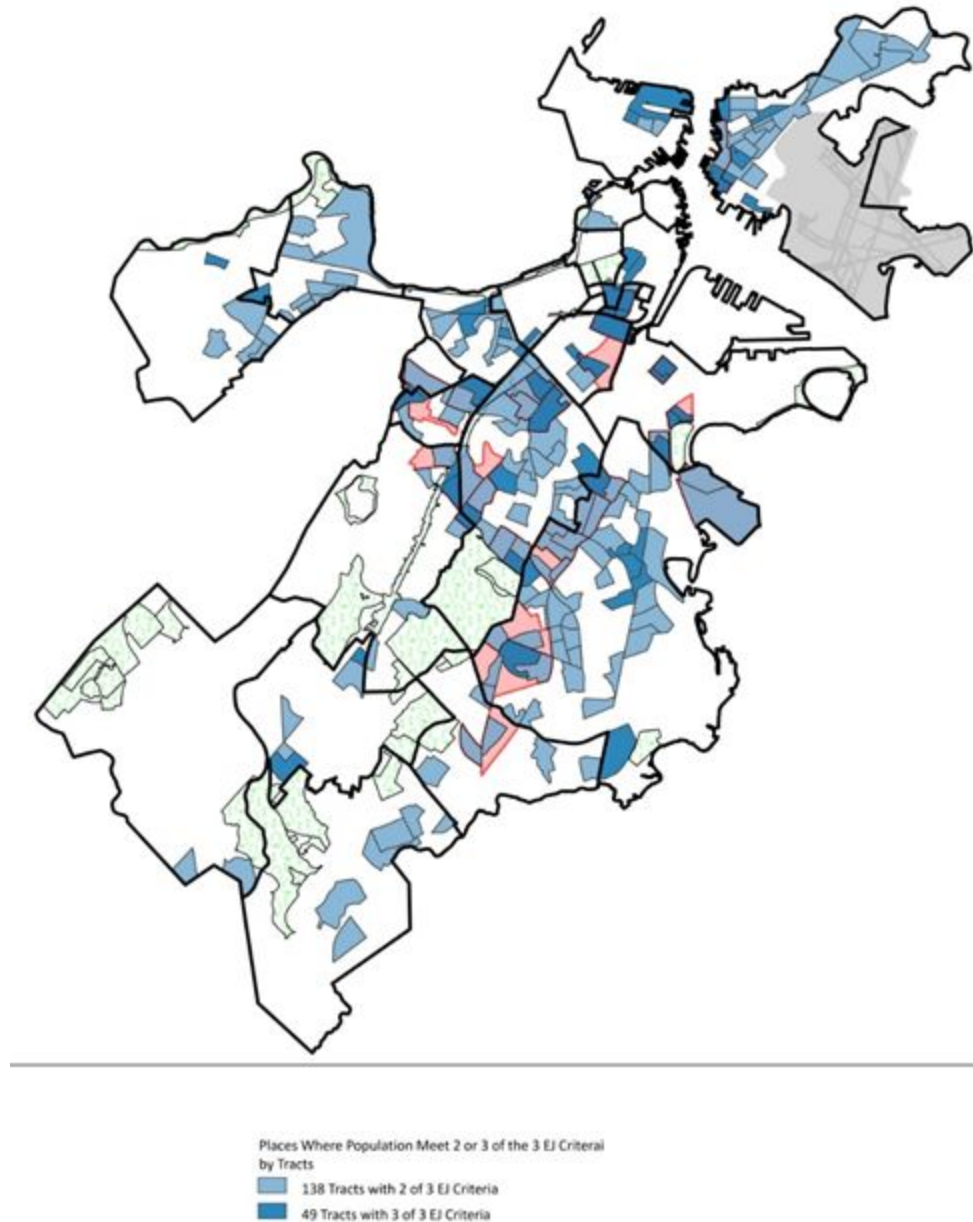 Places Where Population Meet 2 or 3 of the 3 EJ Criterai
by Tracts
138 Tracts with 2 of 3 EJ Criteria
49 Tracts with 3 of 3 EJ Criteria